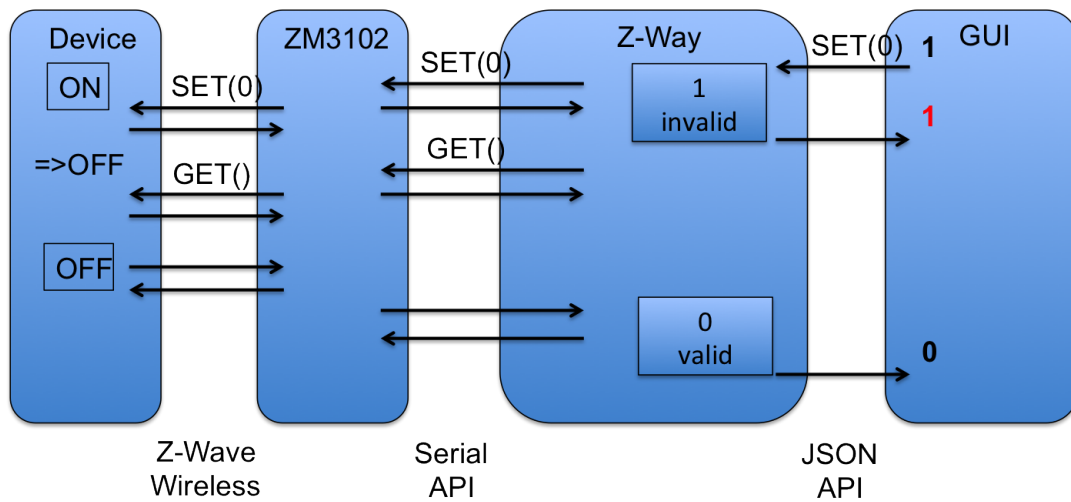 Device
ZM3102
Z-Way
GUI
ON
SET(0)
SET(0)
SET(0)
1
1
invalid
1
=>OFF
GET()
GET()
OFF
0
valid
0
Z-Wave
Wireless
Serial
API
JSON
API